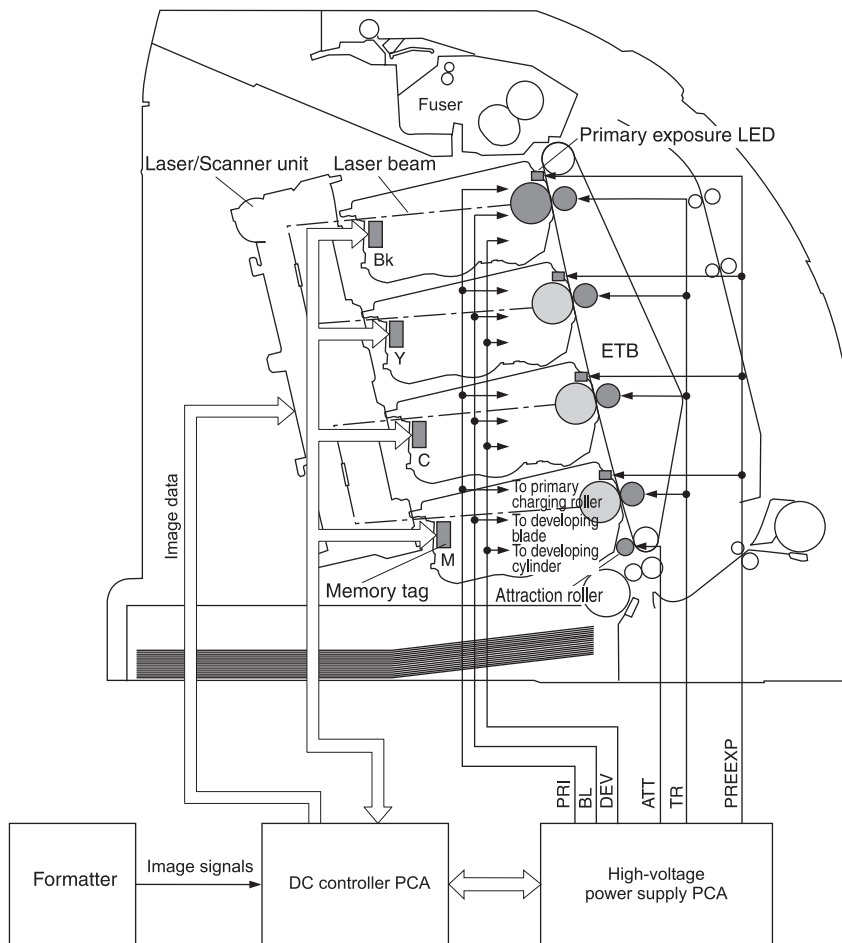 Fuser
Primary exposure LED
Laser/Scanner unit
Laser beam
Bk
Y
ETB
C
Image data
To primary
charging roller
To developing
blade
To developing
cylinder
M
Memory tag
Attraction roller
PRI
BL
DEV
ATT
TR
PREEXP
Formatter
Image signals
DC controller PCA
High-voltage
power supply PCA